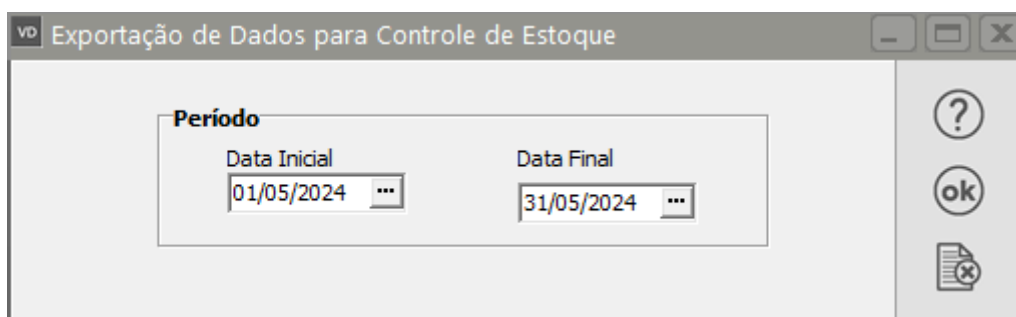 VD Exportação de Dados para Controle de Estoque
Período
Data Inicial Data Final
01/05/2024 ... 31/05/2024 ...
?
ok